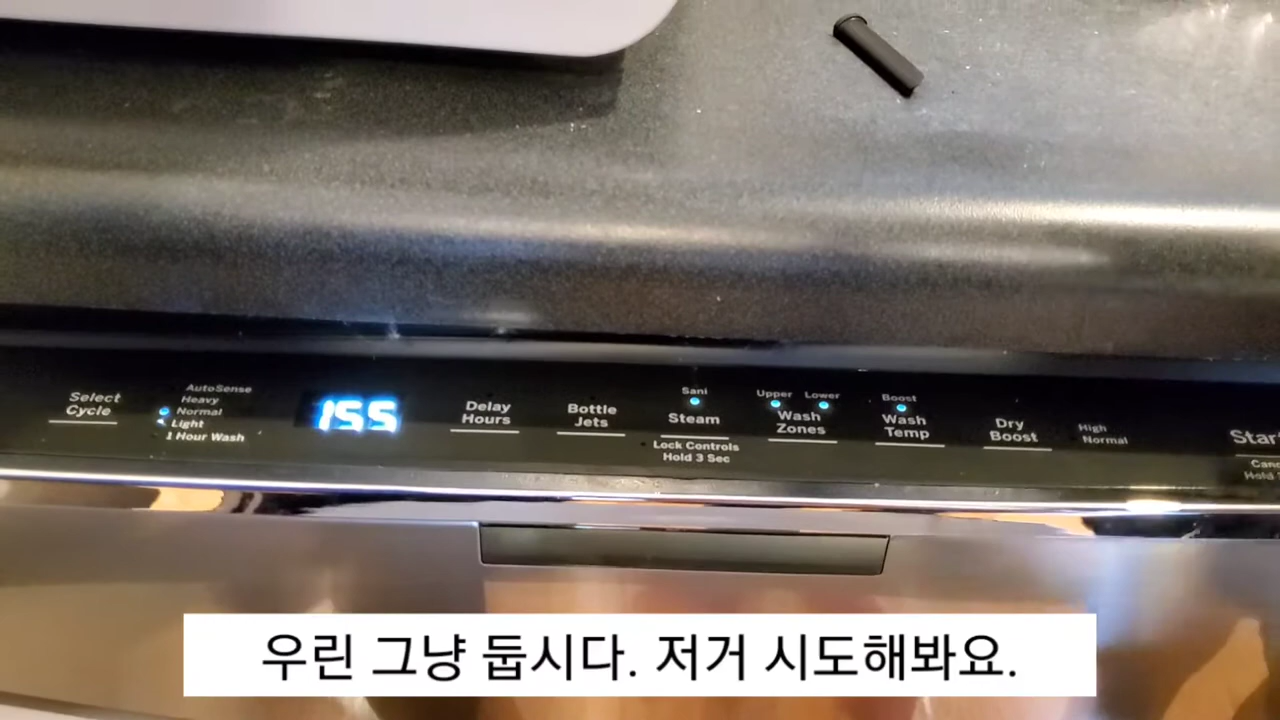 Select
Cycle
AutoSense
Heavy
Normal
Light
1 Hour Wash
155
Delay
Hours
Bottle
Jets
Sani
Steam
Lock Controls
Hold 3 Sec
Upper Lower
Wash
Zones
Boost
Wash
Temp
Dry
Boost
High
Normal
Hold
우린 그냥 둡시다. 저거 시도해봐요.